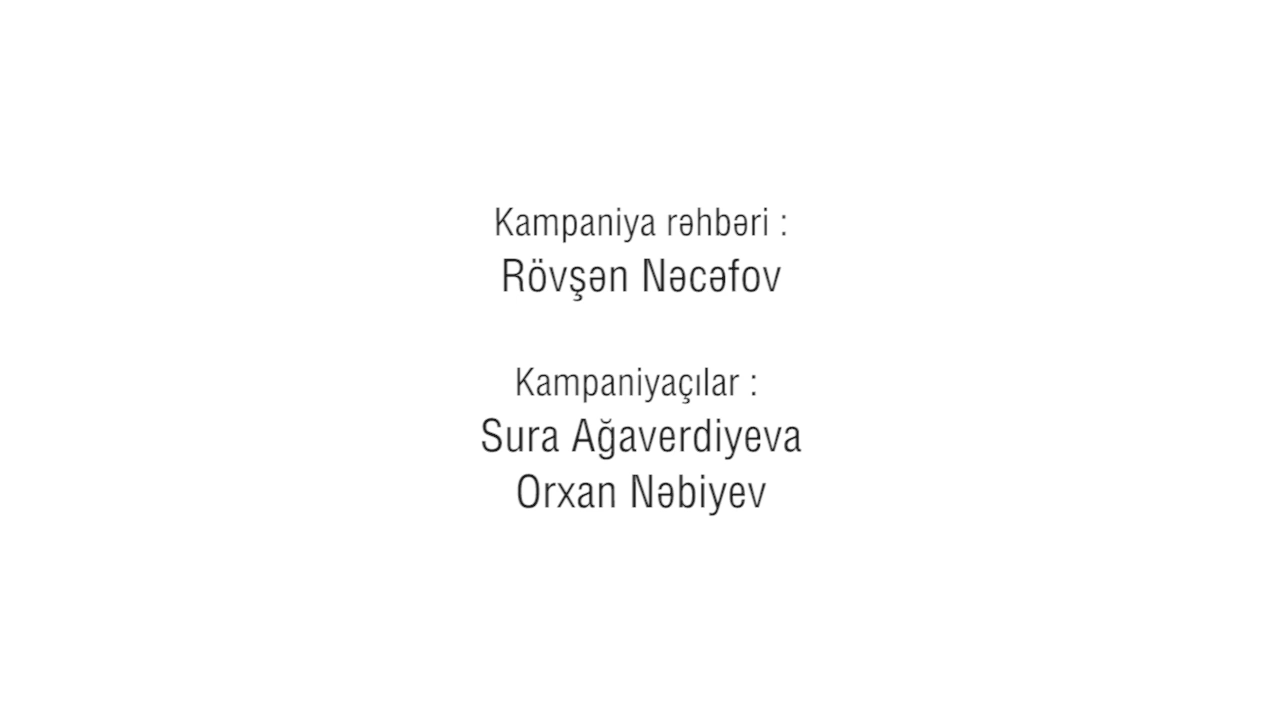 Kampaniya rəhbəri :
Rövşən Nəcəfov
Kampaniyaçılar :
Sura Ağaverdiyeva
Orxan Nəbiyev